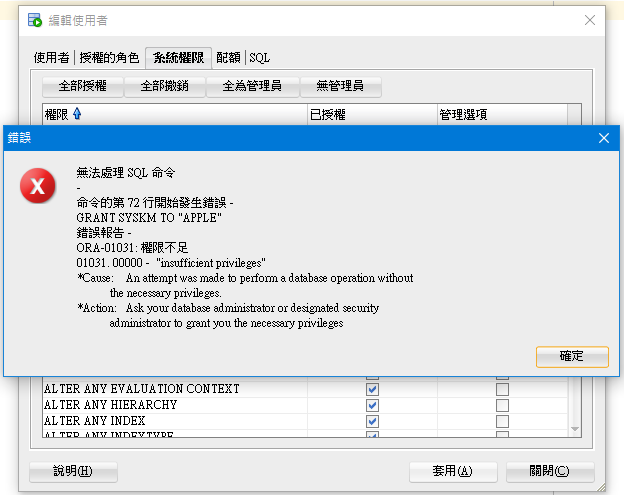 編輯使用者
使用者 授權的角色 系統權限 配額 SQL
全部授權 全部撤銷 全為管理員 無管理員
權限 已授權 管理選項
錯誤
無法處理 SQL 命令
-
命令的第 72 行開始發生錯誤 -
GRANT SYSKM TO "APPLE"
錯誤報告 -
ORA-01031: 權限不足
01031. 00000 -  "insufficient privileges"
*Cause:    An attempt was made to perform a database operation without
the necessary privileges.
*Action:   Ask your database administrator or designated security
administrator to grant you the necessary privileges
確定
ALTER ANY EVALUATION CONTEXT
ALTER ANY HIERARCHY
ALTER ANY INDEX
ALTER ANY INDEXTYPE
說明(H) 套用(A) 關閉(C)